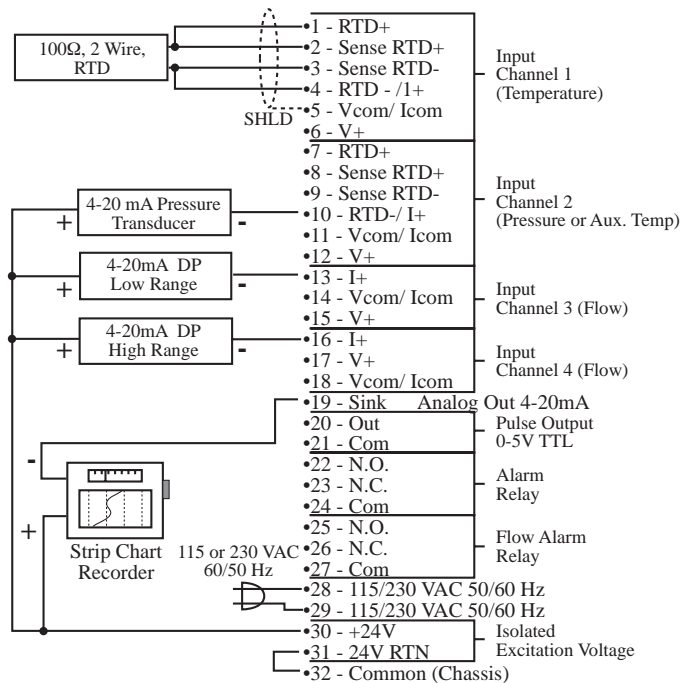 100Ω, 2 Wire,
RTD
SHLD
•1 - RTD+
•2 - Sense RTD+
•3 - Sense RTD-
•4 - RTD - /1+
•5 - Vcom/ Icom
•6 - V+
Input
Channel 1
(Temperature)
•7 - RTD+
•8 - Sense RTD+
•9 - Sense RTD-
•10 - RTD-/ I+
•11 - Vcom/ Icom
•12 - V+
Input
Channel 2
(Pressure or Aux. Temp)
+
4-20 mA Pressure
Transducer
-
•13 - I+
•14 - Vcom/ Icom
•15 - V+
Input
Channel 3 (Flow)
+
4-20mA DP
Low Range
-
•16 - I+
•17 - V+
•18 - Vcom/ Icom
Input
Channel 4 (Flow)
+
4-20mA DP
High Range
-
•19 - Sink Analog Out 4-20mA
•20 - Out
•21 - Com
Pulse Output
0-5V TTL
•22 - N.O.
•23 - N.C.
•24 - Com
Alarm
Relay
•25 - N.O.
•26 - N.C.
•27 - Com
Flow Alarm
Relay
-
+
Strip Chart
Recorder
115 or 230 VAC
60/50 Hz
•28 - 115/230 VAC 50/60 Hz
•29 - 115/230 VAC 50/60 Hz
•30 - +24V
•31 - 24V RTN
•32 - Common (Chassis)
Isolated
Excitation Voltage